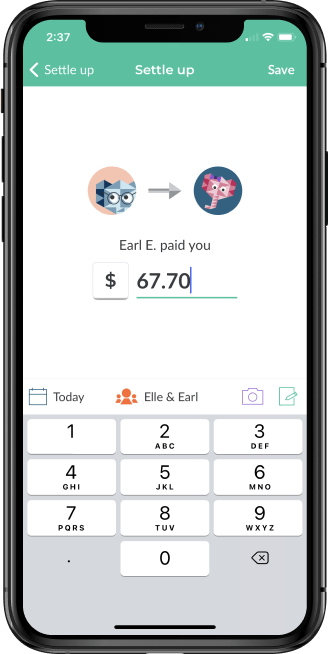 2:37
Settle up Settle up Save
Earl E. paid you
$ 67.70
Today Elle & Earl
1 2 3
ABC DEF
4 5 6
GHI JKL MNO
7 8 9
PQRS TUV WXYZ
. 0